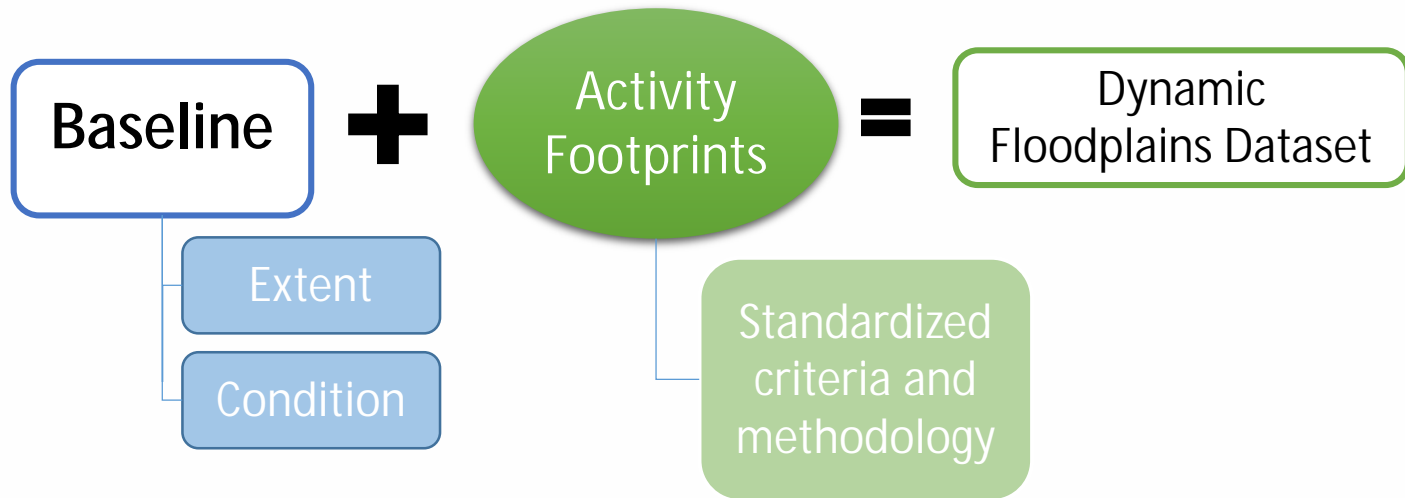 Baseline
+
Activity
Footprints
=
Dynamic
Floodplains Dataset
Extent
Condition
Standardized
criteria and
methodology